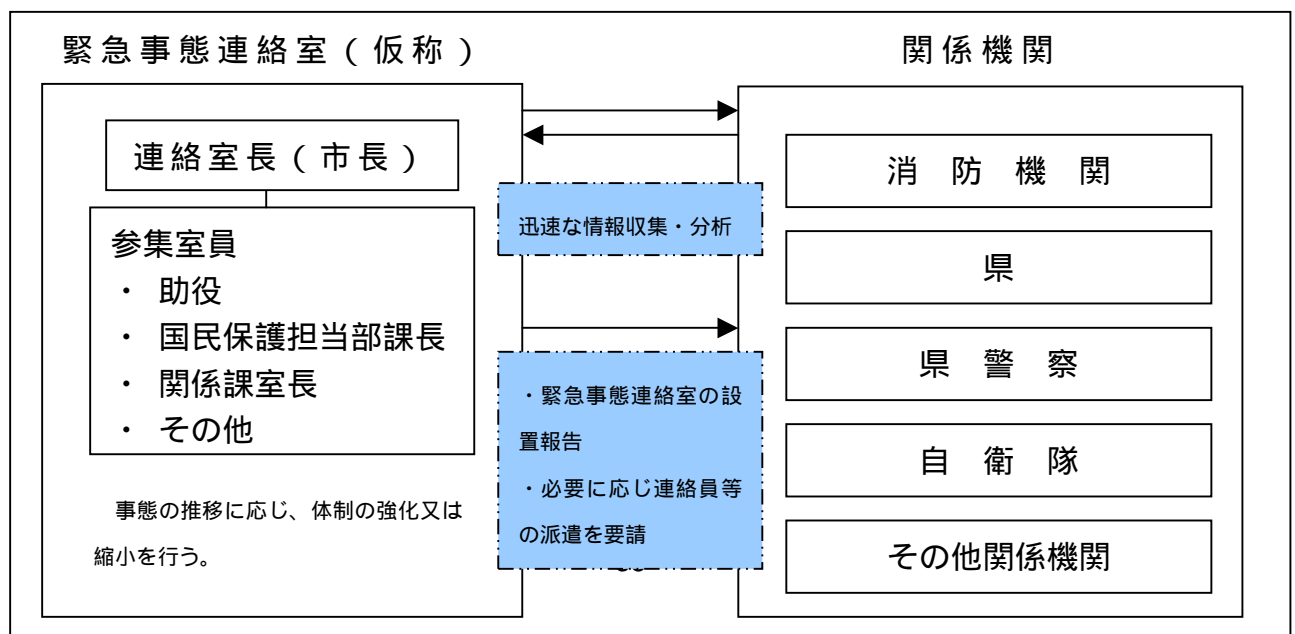 緊急事態連絡室(仮称)
連絡室長(市長)
参集室員
・ 助役
・ 国民保護担当部課長
・ 関係課室長
・ その他
事態の推移に応じ、体制の強化又は
縮小を行う。
迅速な情報収集・分析
・緊急事態連絡室の設
置報告
・必要に応じ連絡員等
の派遣を要請
関係機関
消 防 機 関
県
県 警 察
自 衛 隊
その他関係機関